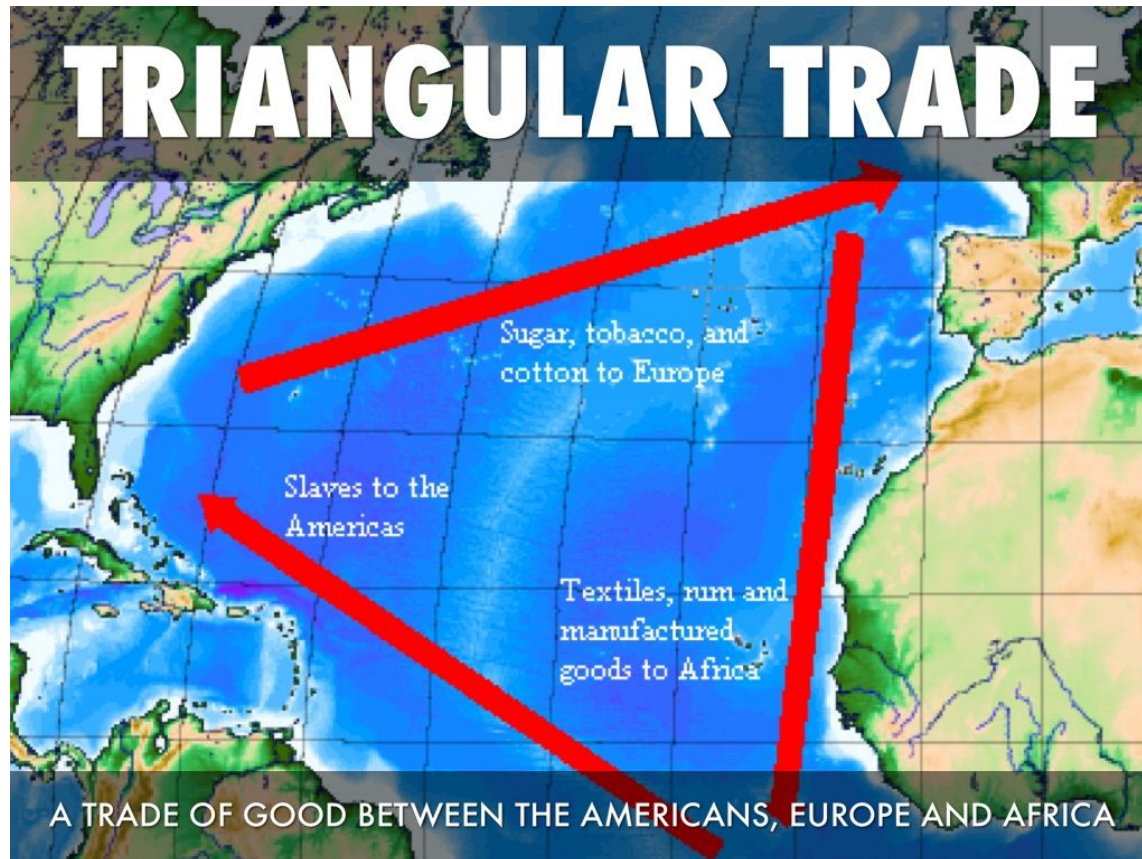 TRIANGULAR TRADE
Sugar, tobacco, and
cotton to Europe
Slaves to the
Americas
Textiles, rum and
manufactured
goods to Africa
A TRADE OF GOOD BETWEEN THE AMERICANS, EUROPE AND AFRICA